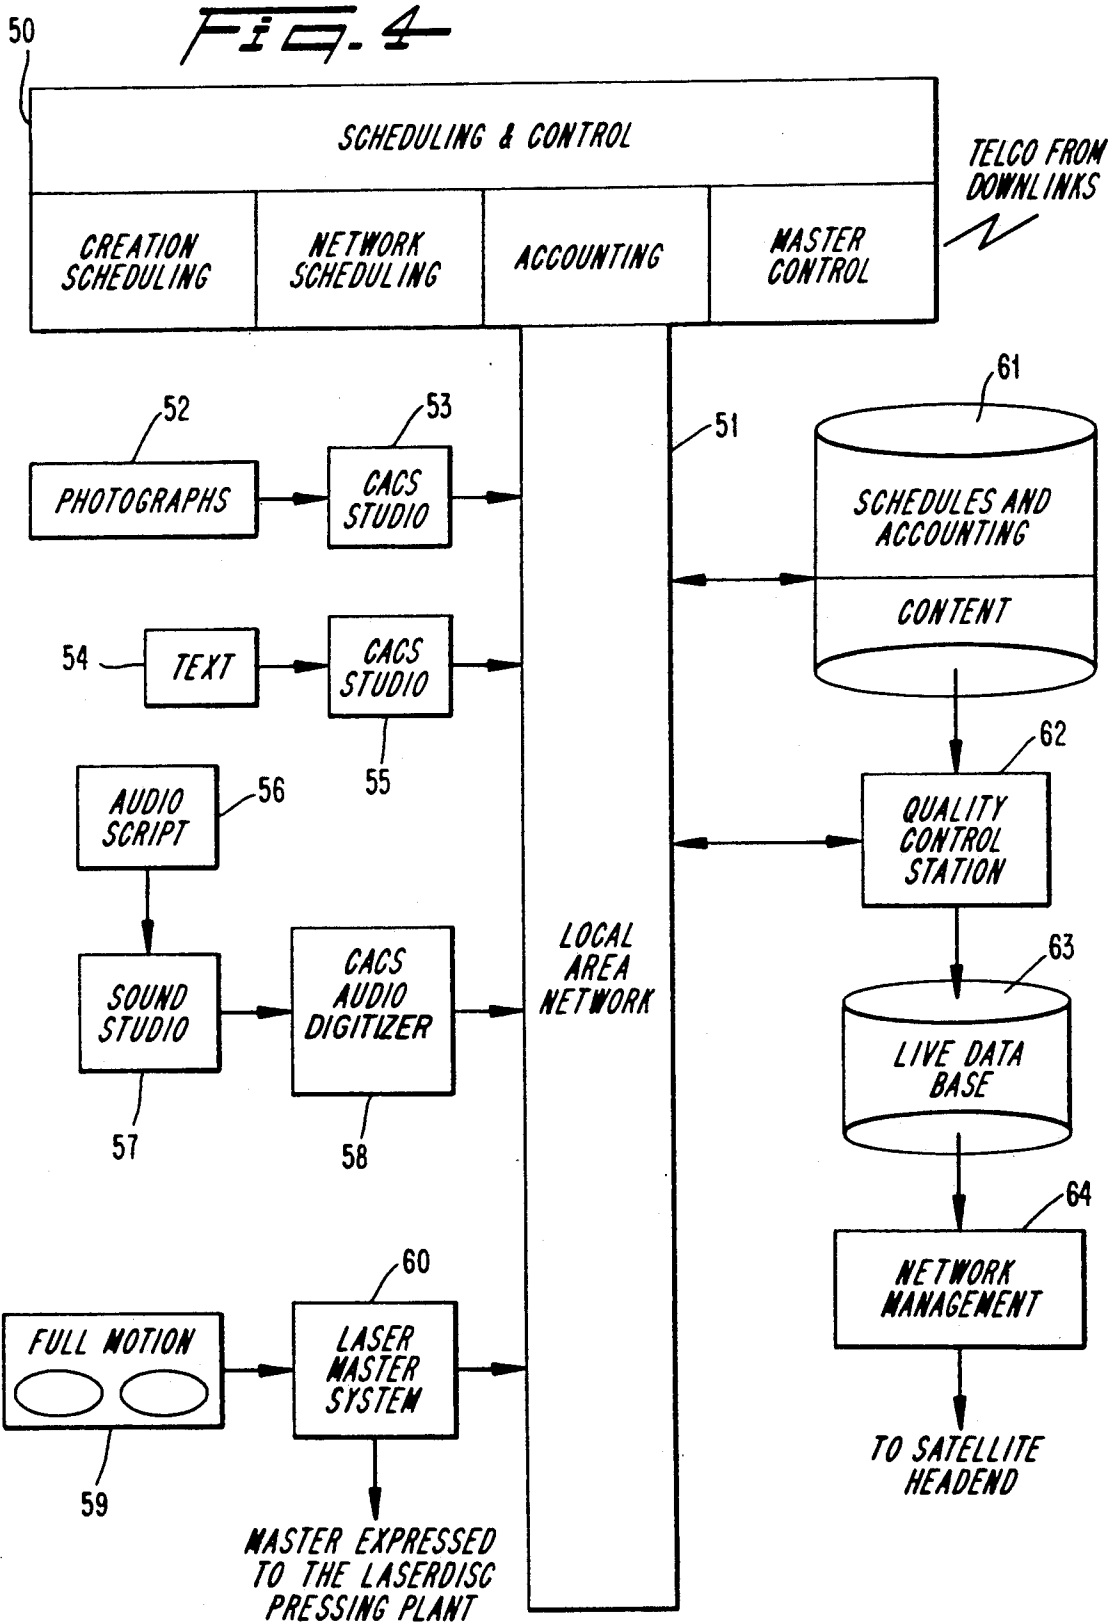 Fig. 4
50
SCHEDULING & CONTROL
TELCO FROM
DOWNLINKS
CREATION
SCHEDULING
NETWORK
SCHEDULING
ACCOUNTING
MASTER
CONTROL
52
PHOTOGRAPHS
53
CACS
STUDIO
51
61
SCHEDULES AND
ACCOUNTING
CONTENT
54
TEXT
CACS
STUDIO
55
56
AUDIO
SCRIPT
62
QUALITY
CONTROL
STATION
SOUND
STUDIO
57
CACS
AUDIO
DIGITIZER
58
LOCAL
AREA
NETWORK
63
LIVE DATA
BASE
64
NETWORK
MANAGEMENT
TO SATELLITE
HEADEND
FULL MOTION
59
60
LASER
MASTER
SYSTEM
MASTER EXPRESSED
TO THE LASERDISC
PRESSING PLANT